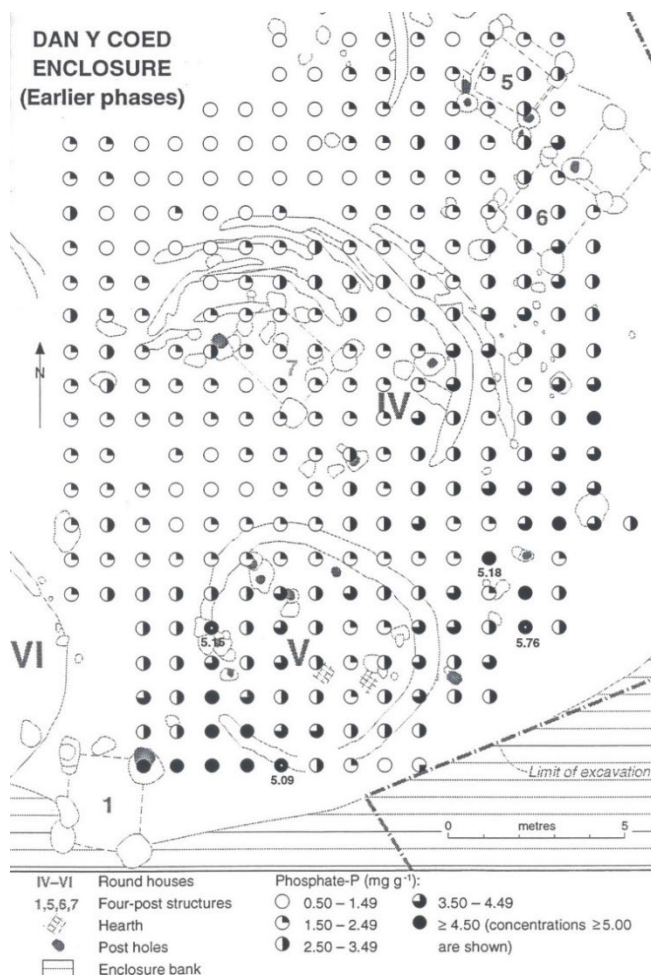 DAN Y COED
ENCLOSURE
(Earlier phases)
5
6
N
7
IV
5.18
5.15
5.76
VI
V
5.09
1
Limit of excavation
0 metres 5
IV–VI Round houses
1,5,6,7 Four-post structures
Hearth
Post holes
Enclosure bank
Phosphate-P (mg g⁻¹):
0.50 – 1.49
1.50 – 2.49
2.50 – 3.49
3.50 – 4.49
≥ 4.50 (concentrations ≥5.00
are shown)